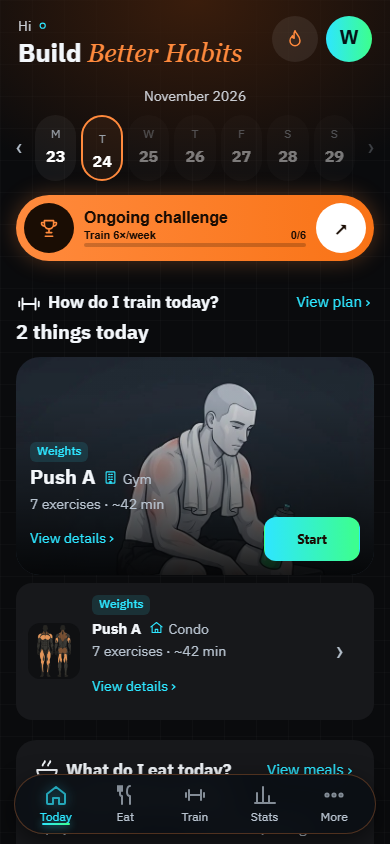 Hi
W
Build Better Habits
November 2026
M T W T F S S
23 24 25 26 27 28 29
Ongoing challenge
Train 6×/week 0/6
How do I train today? View plan ›
2 things today
Weights
Push A Gym
7 exercises · ~42 min
View details ›
Start
Weights
Push A Condo
7 exercises · ~42 min
View details ›
What do I eat today? View meals ›
Today Eat Train Stats More